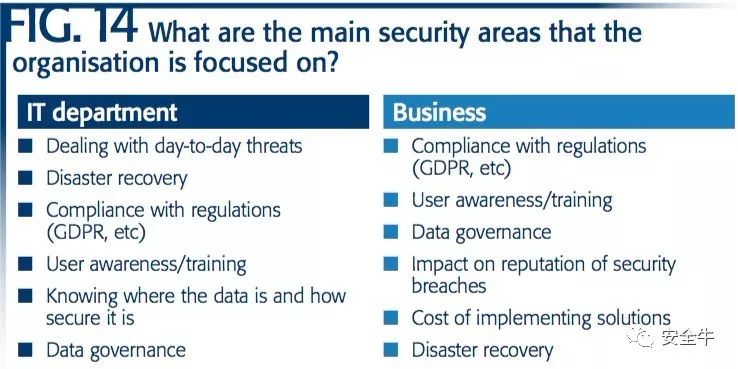 FIG. 14 What are the main security areas that the
organisation is focused on?
IT department
Dealing with day-to-day threats
Disaster recovery
Compliance with regulations
(GDPR, etc)
User awareness/training
Knowing where the data is and how
secure it is
Data governance
Business
Compliance with regulations
(GDPR, etc)
User awareness/training
Data governance
Impact on reputation of security
breaches
Cost of implementing solutions
Disaster recovery
安全牛